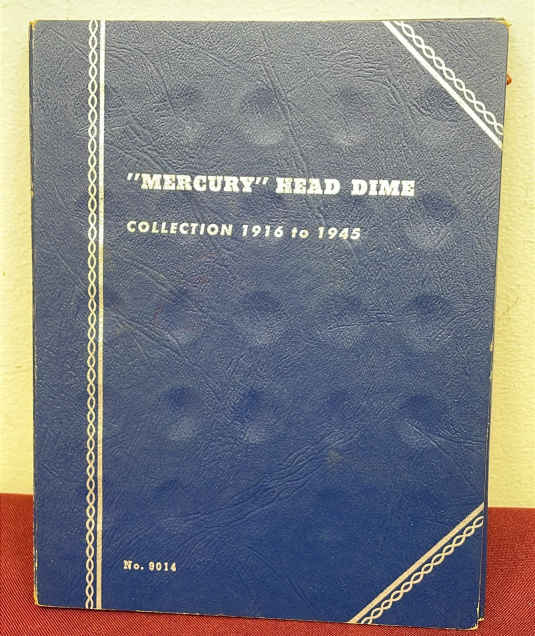 "MERCURY" HEAD DIME
COLLECTION 1916 to 1945
No. 9014